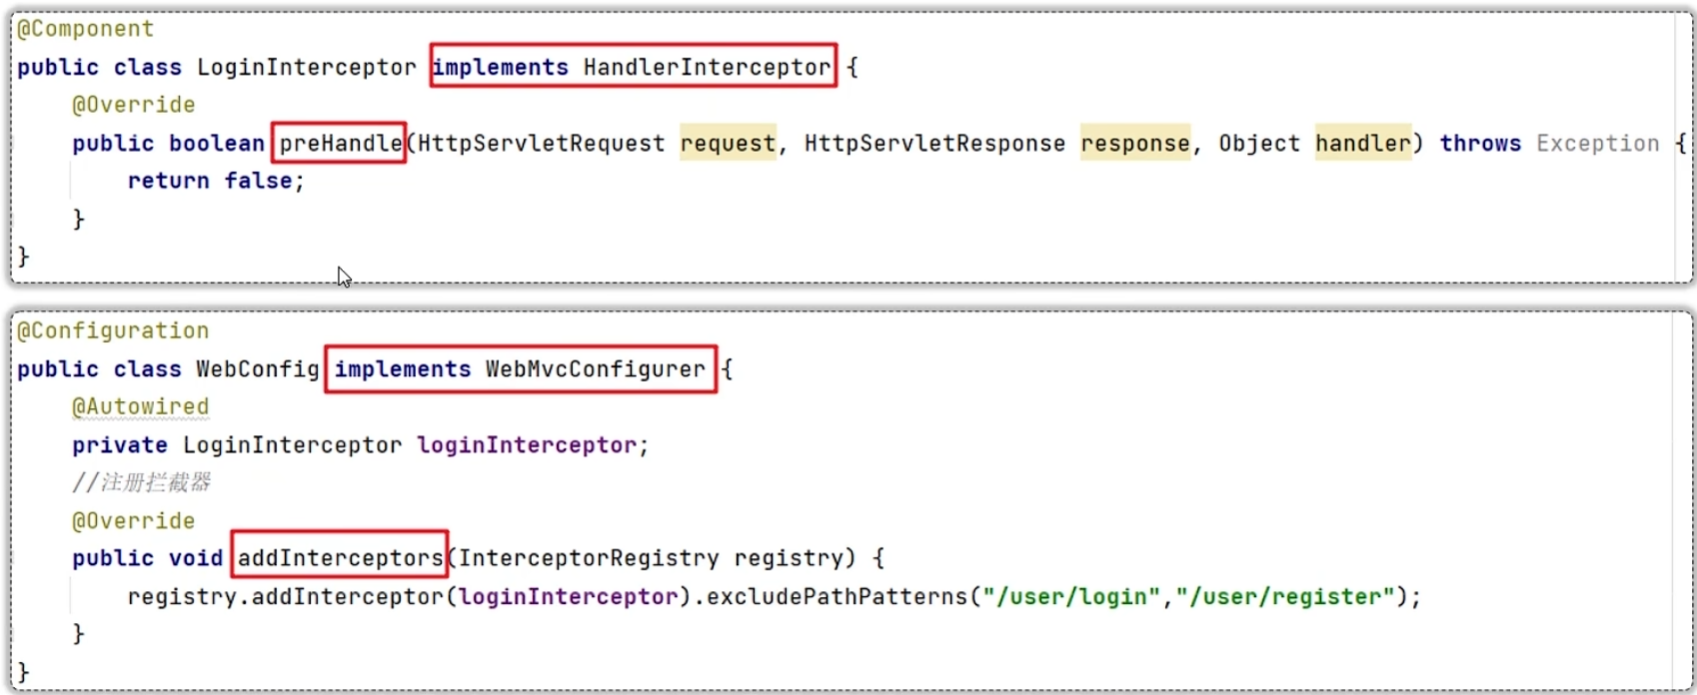 @Component
public class LoginInterceptor implements HandlerInterceptor {
@Override
public boolean preHandle(HttpServletRequest request, HttpServletResponse response, Object handler) throws Exception {
return false;
}
}
@Configuration
public class WebConfig implements WebMvcConfigurer {
@Autowired
private LoginInterceptor loginInterceptor;
//注册拦截器
@Override
public void addInterceptors(InterceptorRegistry registry) {
registry.addInterceptor(loginInterceptor).excludePathPatterns("/user/login","/user/register");
}
}